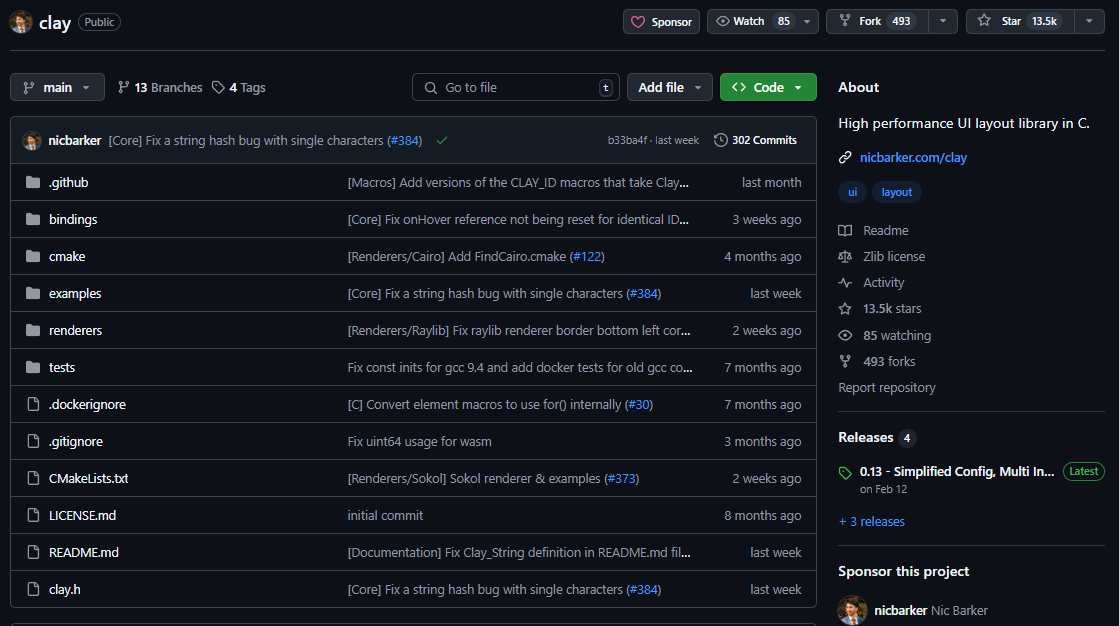 clay Public Sponsor Watch 85 Fork 493 Star 13.5k
main 13 Branches 4 Tags Go to file t Add file Code
nicbarker [Core] Fix a string hash bug with single characters (#384) b33ba4f · last week 302 Commits
.github [Macros] Add versions of the CLAY_ID macros that take Clay... last month
bindings [Core] Fix onHover reference not being reset for identical ID... 3 weeks ago
cmake [Renderers/Cairo] Add FindCairo.cmake (#122) 4 months ago
examples [Core] Fix a string hash bug with single characters (#384) last week
renderers [Renderers/Raylib] Fix raylib renderer border bottom left cor... 2 weeks ago
tests Fix const inits for gcc 9.4 and add docker tests for old gcc co... 7 months ago
.dockerignore [C] Convert element macros to use for() internally (#30) 7 months ago
.gitignore Fix uint64 usage for wasm 3 months ago
CMakeLists.txt [Renderers/Sokol] Sokol renderer & examples (#373) 2 weeks ago
LICENSE.md initial commit 8 months ago
README.md [Documentation] Fix Clay_String definition in README.md fil... last week
clay.h [Core] Fix a string hash bug with single characters (#384) last week
About
High performance UI layout library in C.
nicbarker.com/clay
ui layout
Readme
Zlib license
Activity
13.5k stars
85 watching
493 forks
Report repository
Releases 4
0.13 - Simplified Config, Multi In... Latest
on Feb 12
+ 3 releases
Sponsor this project
nicbarker Nic Barker